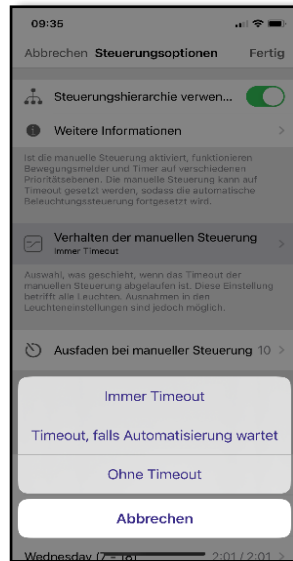 09:35
Abbrechen Steuerungsoptionen Fertig
Steuerungshierarchie verwen...
Weitere Informationen
Ist die manuelle Steuerung aktiviert, funktionieren
Bewegungsmelder und Timer auf verschiedenen
Prioritätsebenen. Die manuelle Steuerung kann auf
Timeout gesetzt werden, sodass die automatische
Beleuchtungssteuerung fortgesetzt wird.
Verhalten der manuellen Steuerung
Immer Timeout
Auswahl, was geschieht, wenn das Timeout der
manuellen Steuerung abgelaufen ist. Diese Einstellung
betrifft alle Leuchten. Ausnahmen in den
Leuchteneinstellungen sind jedoch möglich.
Ausfaden bei manueller Steuerung 10
Immer Timeout
Timeout, falls Automatisierung wartet
Ohne Timeout
Abbrechen
Wednesday (7 - 18) 2:01 / 2:01